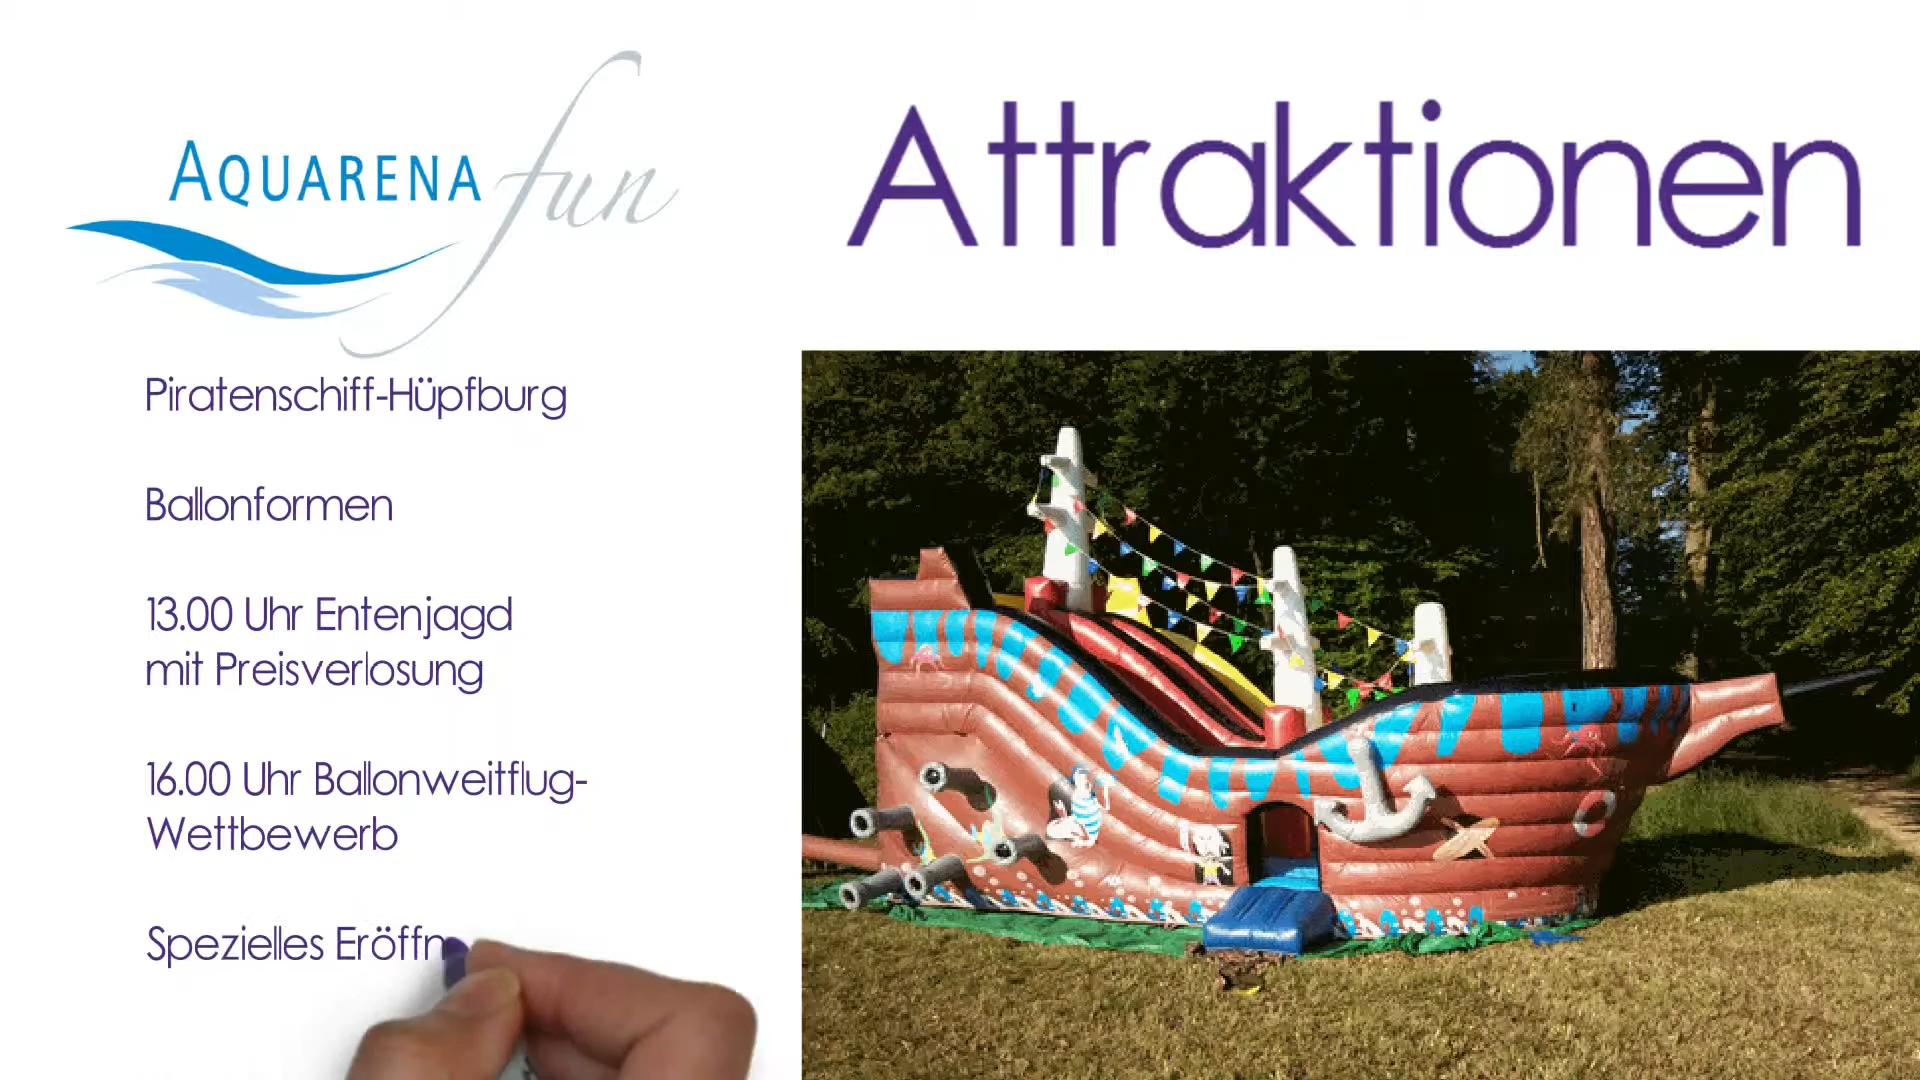 AQUARENA fun
Attraktionen
Piratenschiff-Hüpfburg
Ballonformen
13.00 Uhr Entenjagd
mit Preisverlosung
16.00 Uhr Ballonweitflug-
Wettbewerb
Spezielles Eröffn